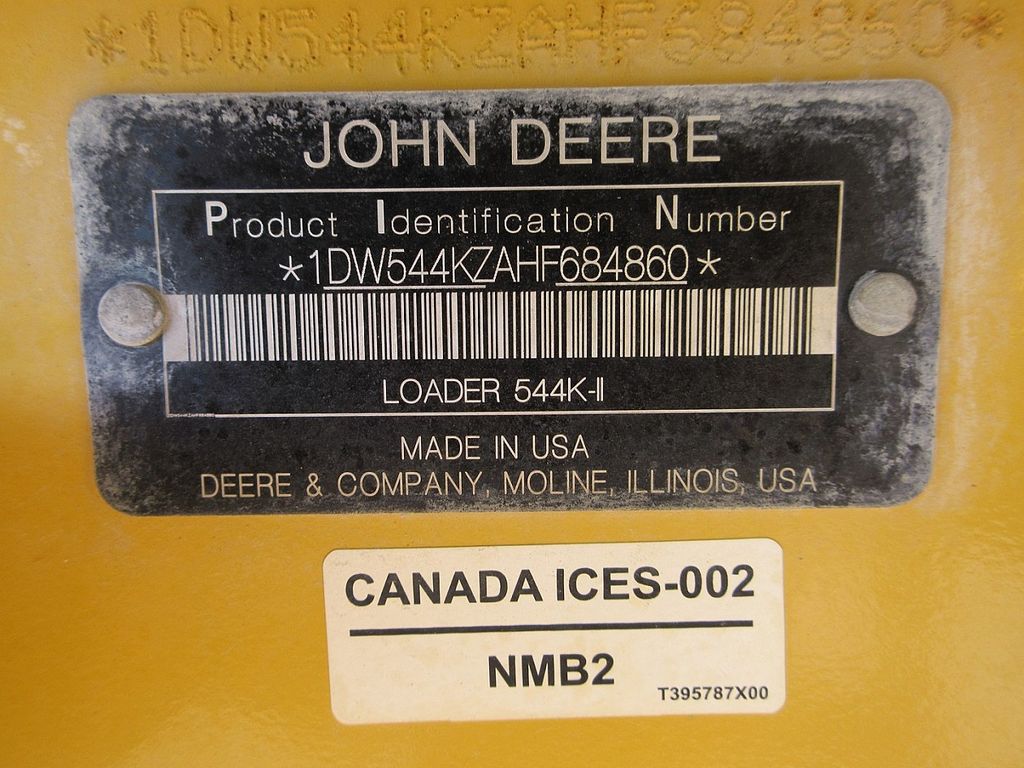 *1DW544KZAHF684860*
JOHN DEERE
Product Identification Number
*1DW544KZAHF684860*
LOADER 544K-II
MADE IN USA
DEERE & COMPANY, MOLINE, ILLINOIS, USA
CANADA ICES-002
NMB2
T395787X00